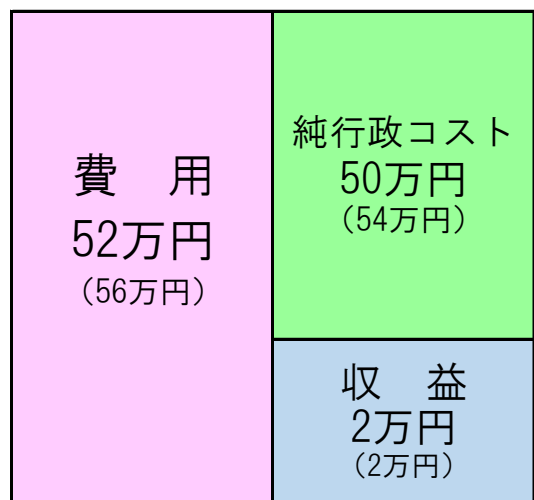 費　用
52万円
（56万円）
純行政コスト
50万円
（54万円）
収　益
2万円
（2万円）